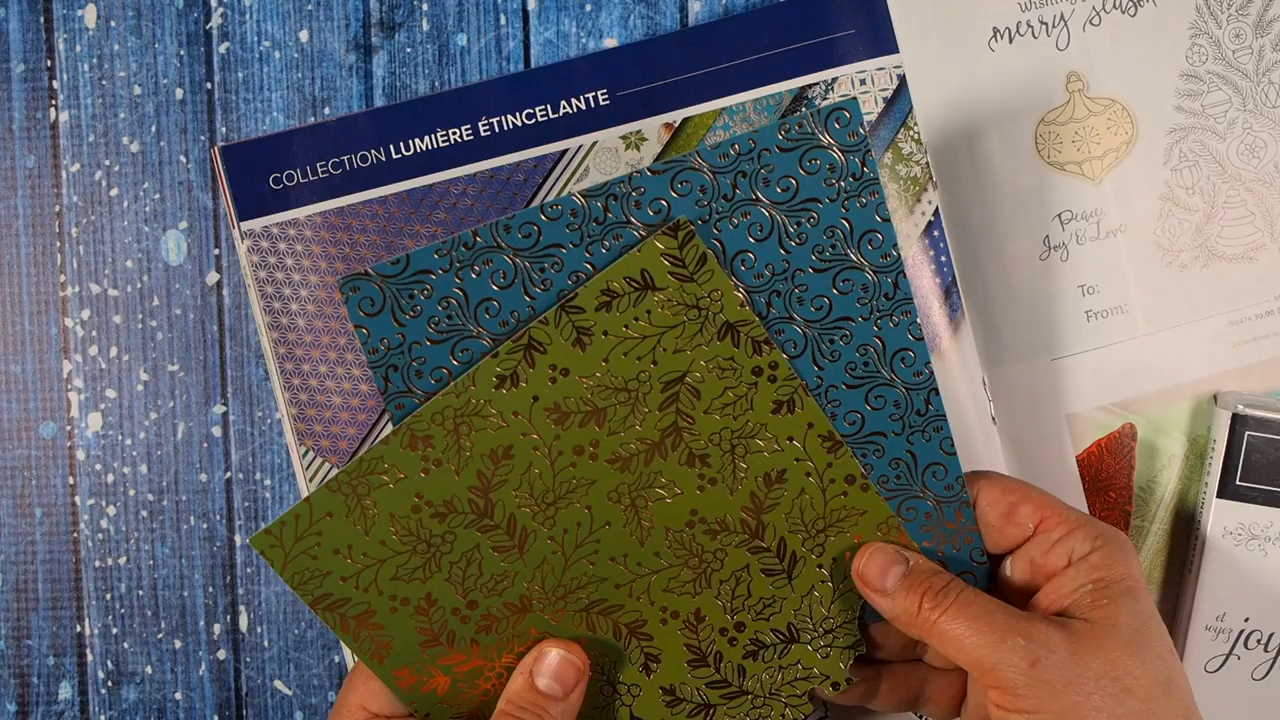 COLLECTION LUMIÈRE ÉTINCELANTE
merry season
Peace,
Joy & Love
To:
From:
et
soyez joy